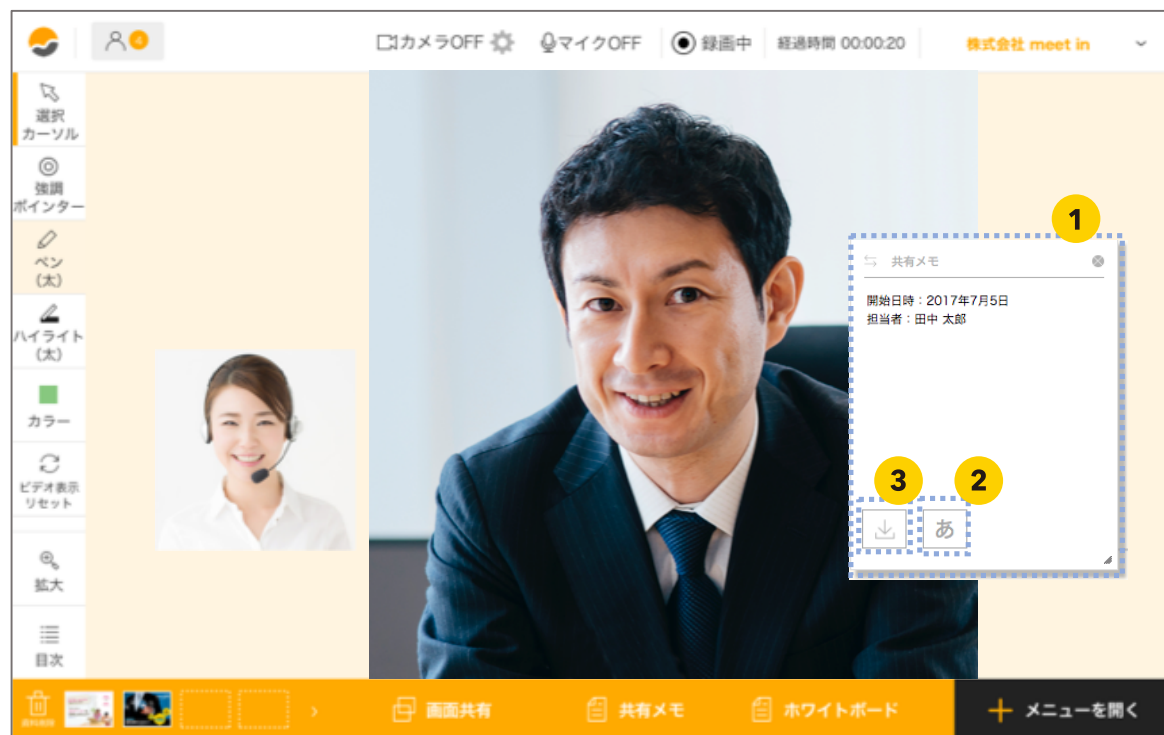 4
カメラOFF
マイクOFF
録画中
経過時間 00:00:20
株式会社 meet in
選択
カーソル
強調
ポインター
ペン
(太)
ハイライト
(太)
カラー
ビデオ表示
リセット
拡大
目次
1
共有メモ
開始日時：2017年7月5日
担当者：田中 太郎
3
2
あ
画面共有
共有メモ
ホワイトボード
メニューを開く